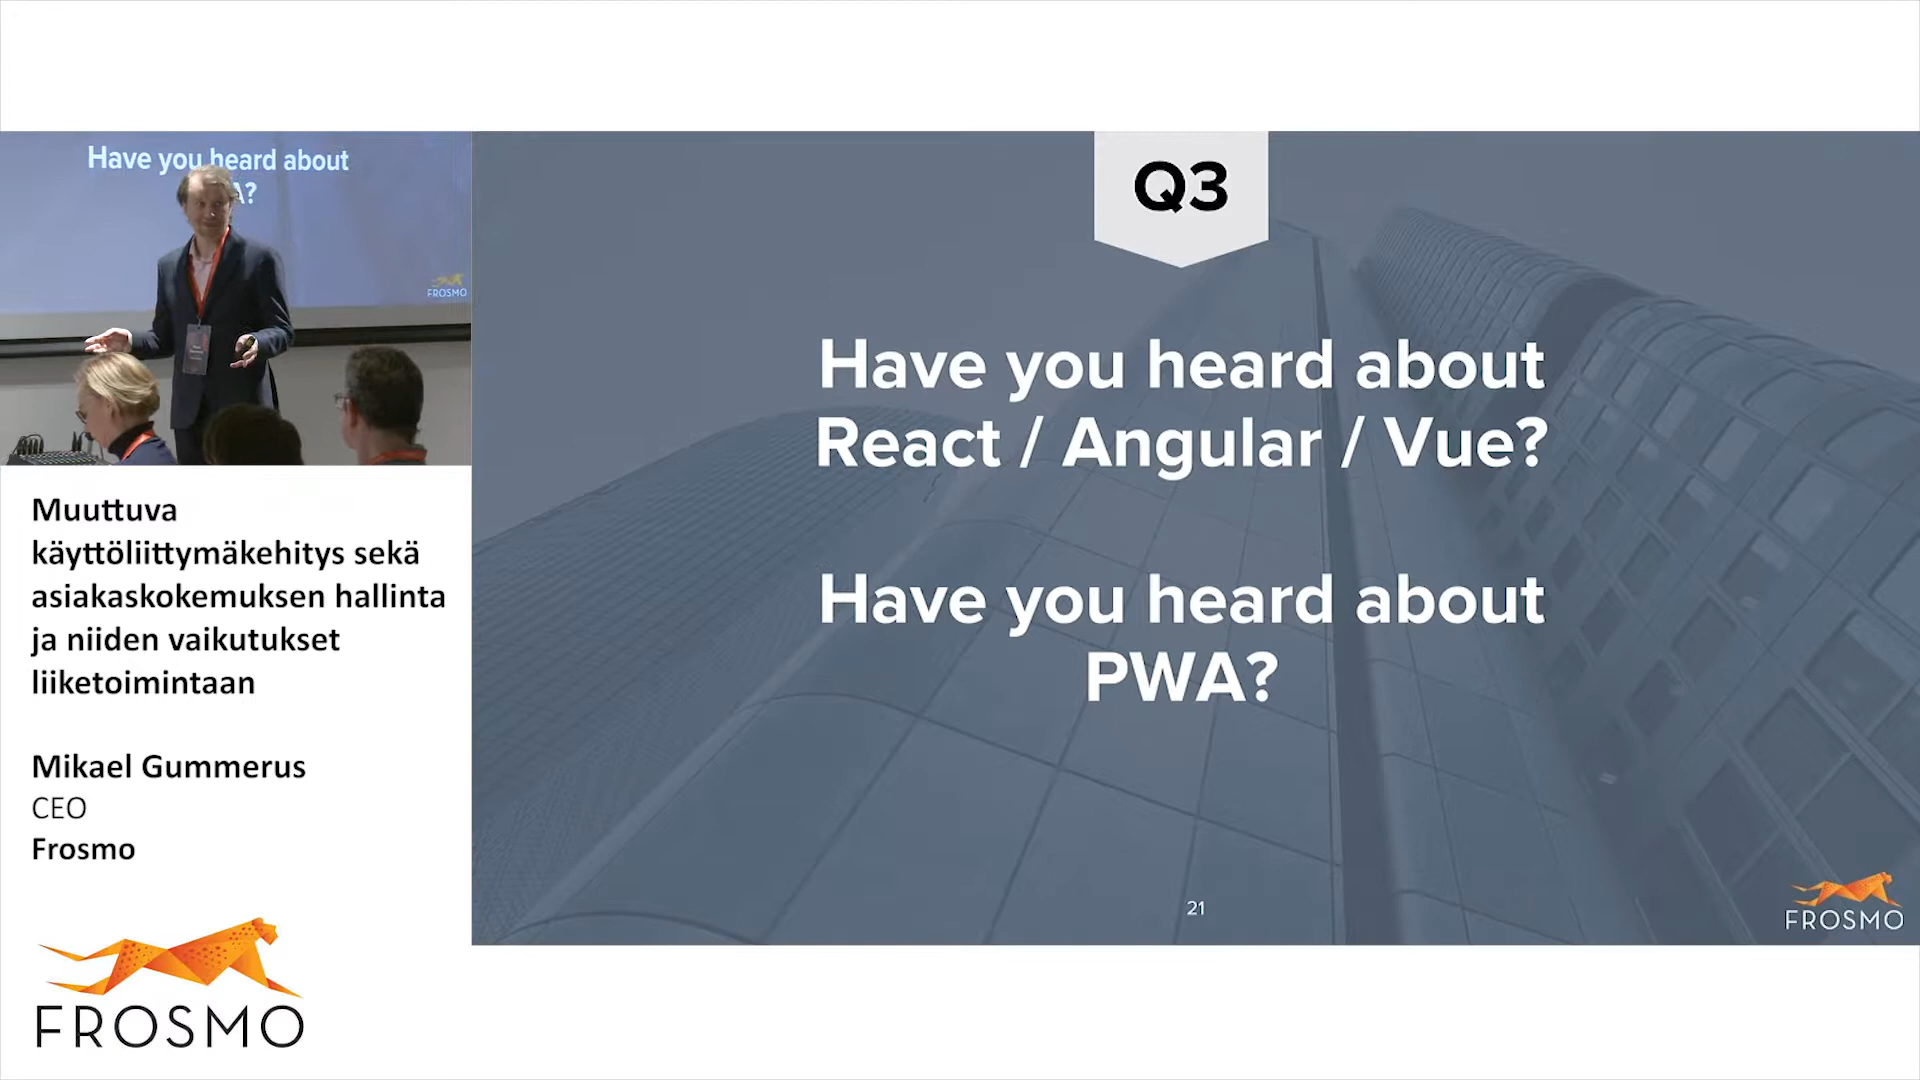 Have you heard about
A?
FROSMO
Muuttuva
käyttöliittymäkehitys sekä
asiakaskokemuksen hallinta
ja niiden vaikutukset
liiketoimintaan
Mikael Gummerus
CEO
Frosmo
FROSMO
Q3
Have you heard about
React / Angular / Vue?
Have you heard about
PWA?
21
FROSMO